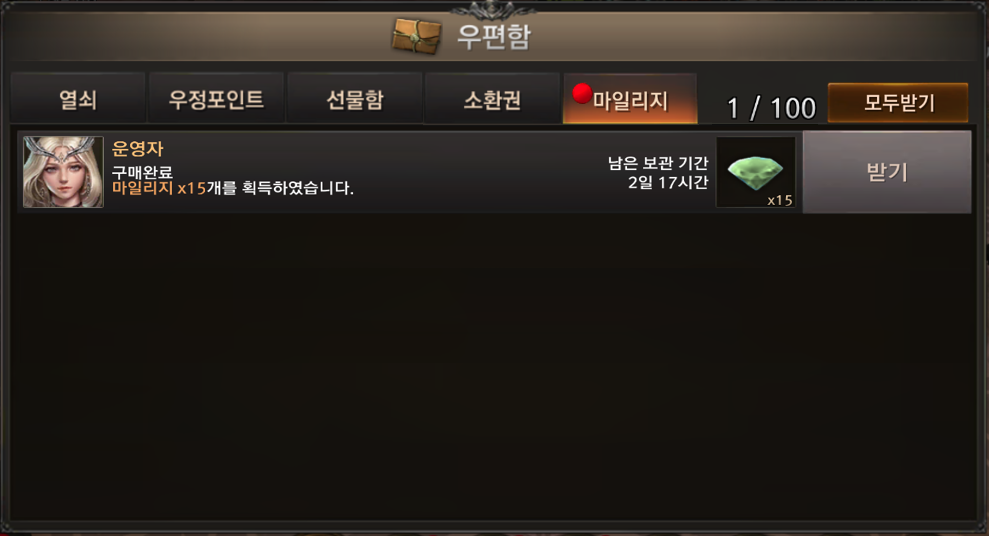 우편함
열쇠
우정포인트
선물함
소환권
마일리지
1 / 100
모두받기
운영자
구매완료
마일리지 x15개를 획득하였습니다.
남은 보관 기간
2일 17시간
x15
받기